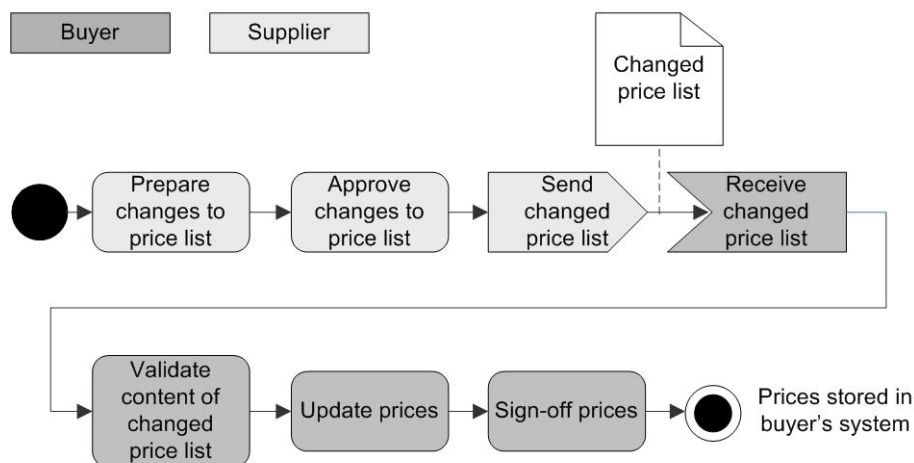 Buyer
Supplier
Changed
price list
Prepare
changes to
price list
Approve
changes to
price list
Send
changed
price list
Receive
changed
price list
Validate
content of
changed
price list
Update prices
Sign-off prices
Prices stored in
buyer's system